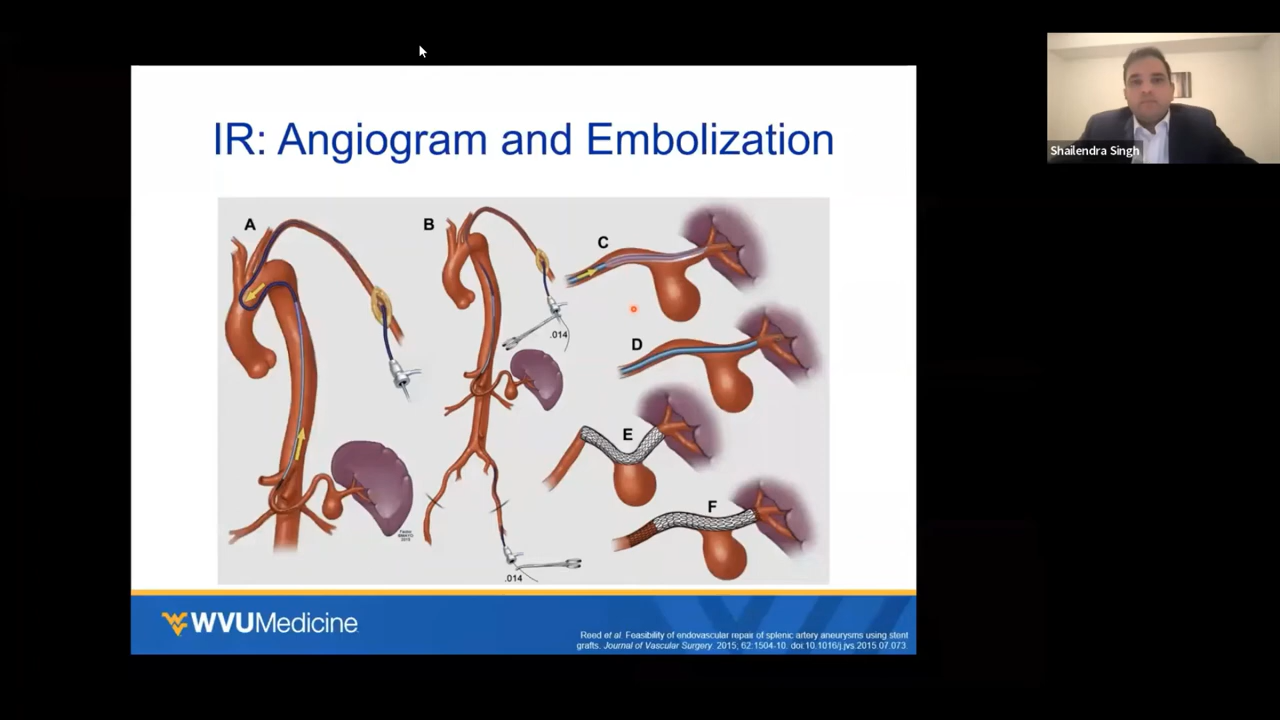 IR: Angiogram and Embolization
A
B
C
.014
D
E
F
.014
WVUMedicine
Reed et al Feasibility of endovascular repair of splenic artery aneurysms using stent
grafts. Journal of Vascular Surgery. 2015; 62:1504-10. doi:10.1016/j.jvs.2015.07.073.
Shailendra Singh